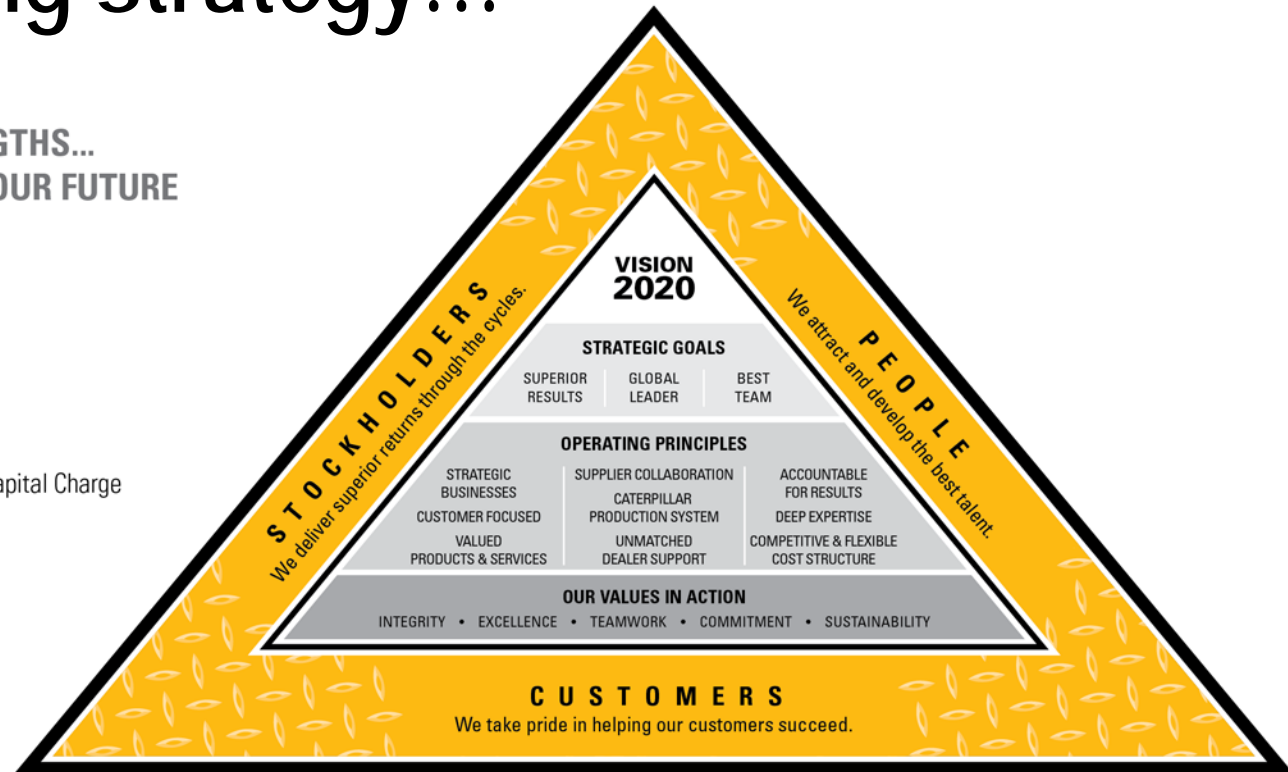 strategy...
OUR FUTURE
Capital Charge
STOCKHOLDERS
We deliver superior returns through the cycles.
PEOPLE
We attract and develop the best talent.
VISION
2020
STRATEGIC GOALS
SUPERIOR
RESULTS
GLOBAL
LEADER
BEST
TEAM
OPERATING PRINCIPLES
STRATEGIC
BUSINESSES
CUSTOMER FOCUSED
VALUED
PRODUCTS & SERVICES
SUPPLIER COLLABORATION
CATERPILLAR
PRODUCTION SYSTEM
UNMATCHED
DEALER SUPPORT
ACCOUNTABLE
FOR RESULTS
DEEP EXPERTISE
COMPETITIVE & FLEXIBLE
COST STRUCTURE
OUR VALUES IN ACTION
INTEGRITY • EXCELLENCE • TEAMWORK • COMMITMENT • SUSTAINABILITY
CUSTOMERS
We take pride in helping our customers succeed.